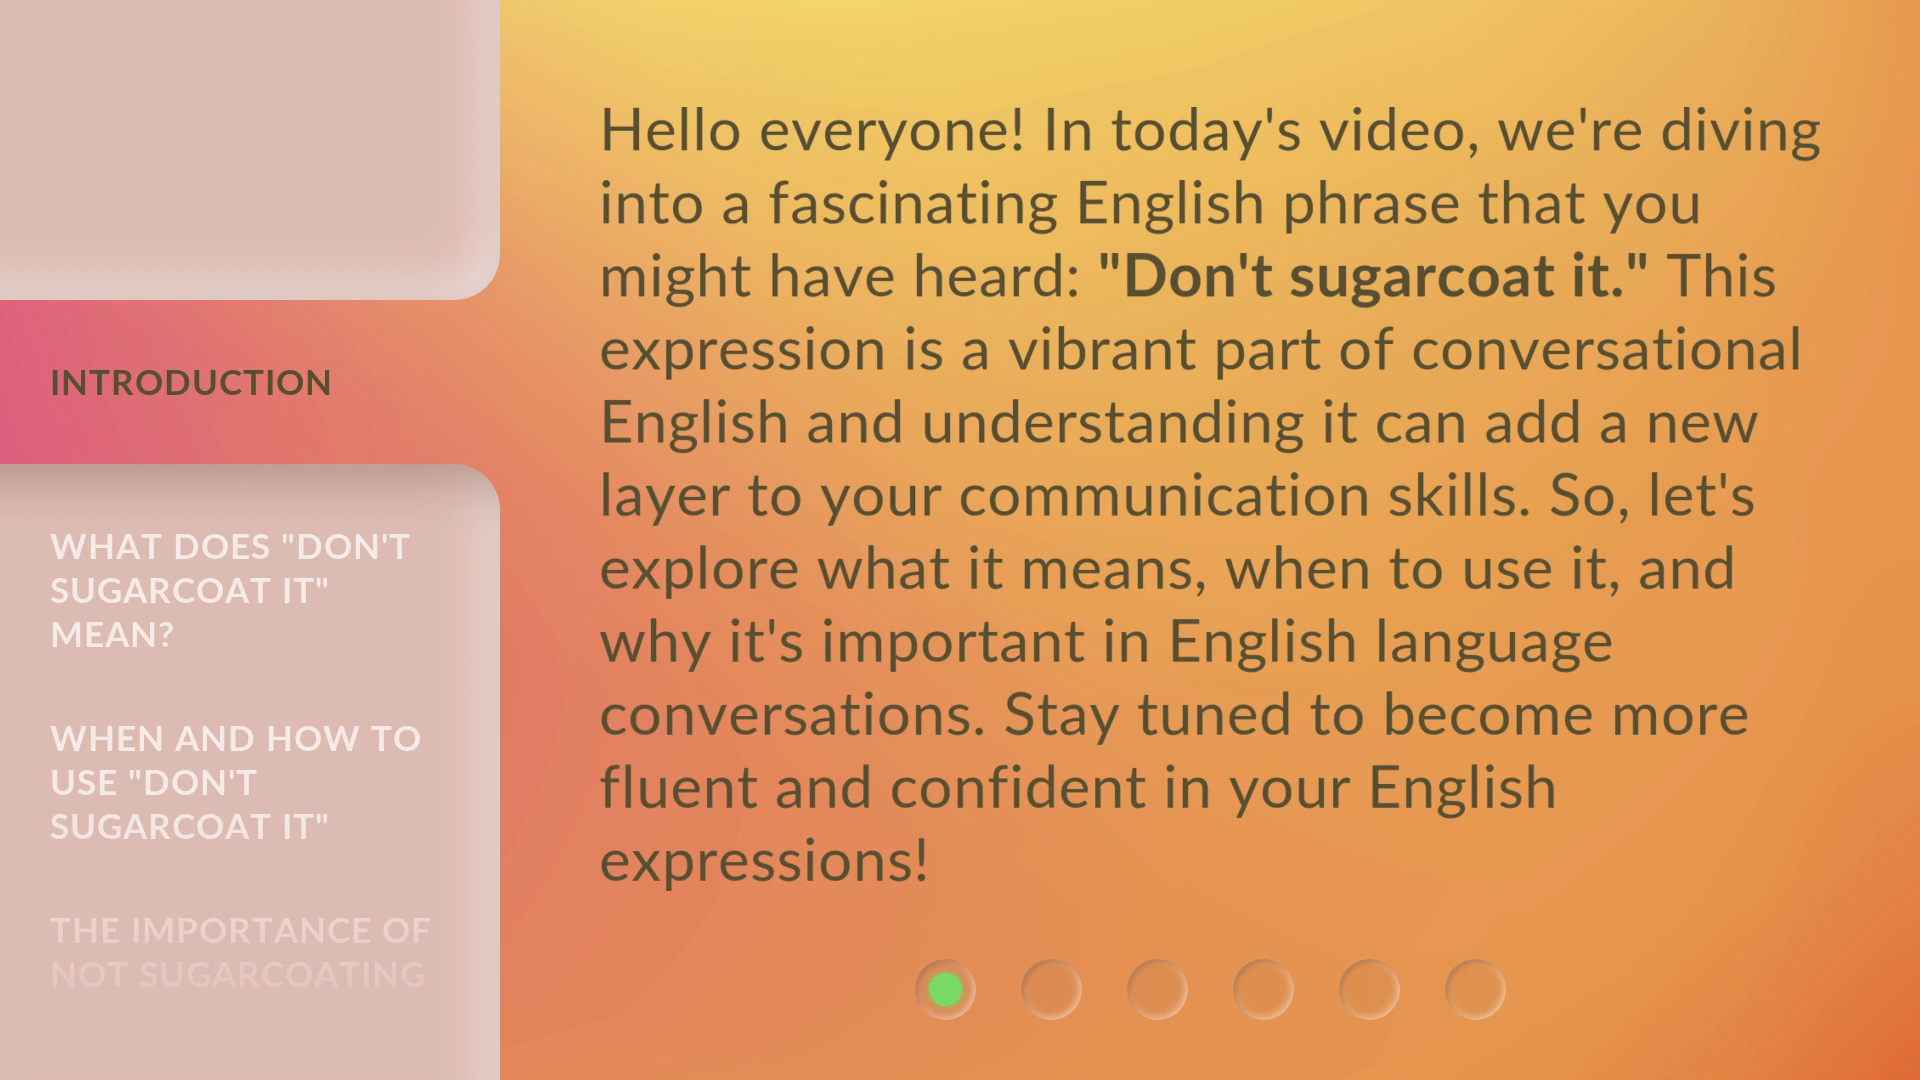 INTRODUCTION
WHAT DOES "DON'T
SUGARCOAT IT"
MEAN?
WHEN AND HOW TO
USE "DON'T
SUGARCOAT IT"
THE IMPORTANCE OF
NOT SUGARCOATING
Hello everyone! In today's video, we're diving
into a fascinating English phrase that you
might have heard: "Don't sugarcoat it." This
expression is a vibrant part of conversational
English and understanding it can add a new
layer to your communication skills. So, let's
explore what it means, when to use it, and
why it's important in English language
conversations. Stay tuned to become more
fluent and confident in your English
expressions!